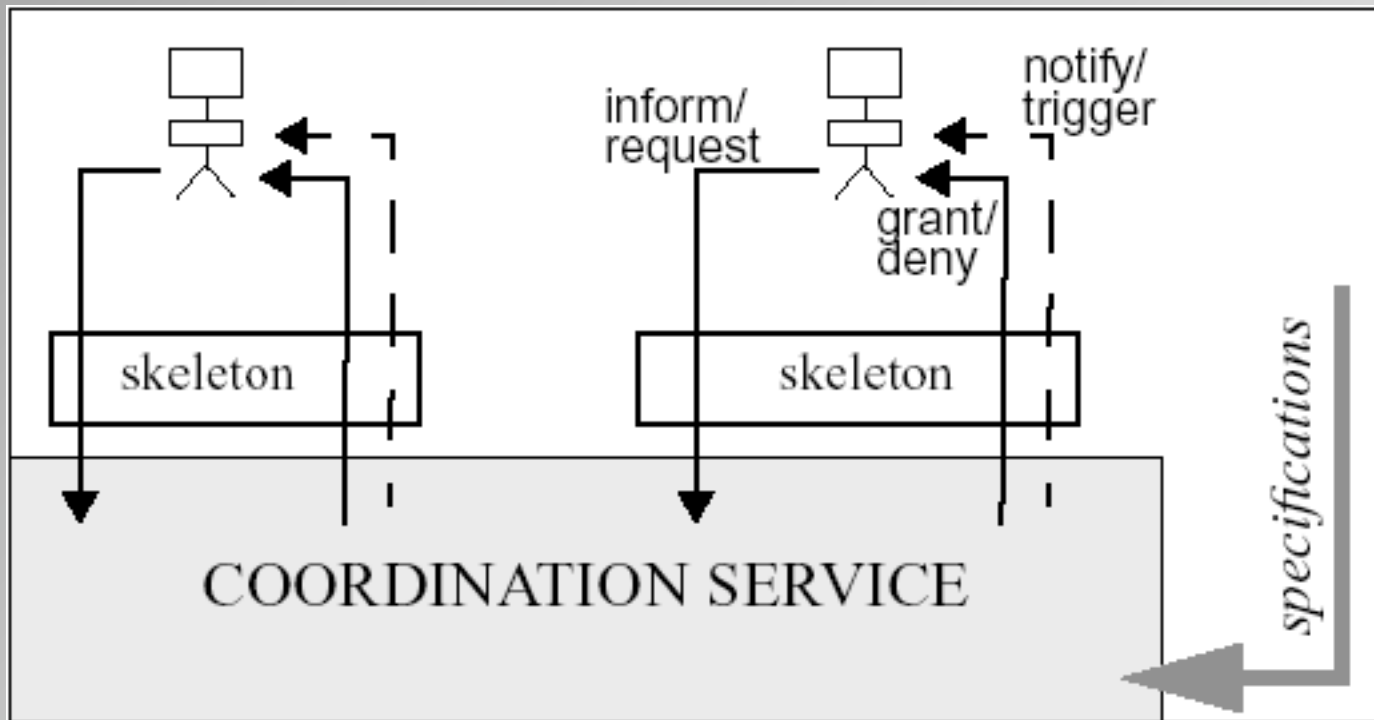 notify/
trigger
inform/
request
grant/
deny
skeleton
skeleton
specifications
COORDINATION SERVICE